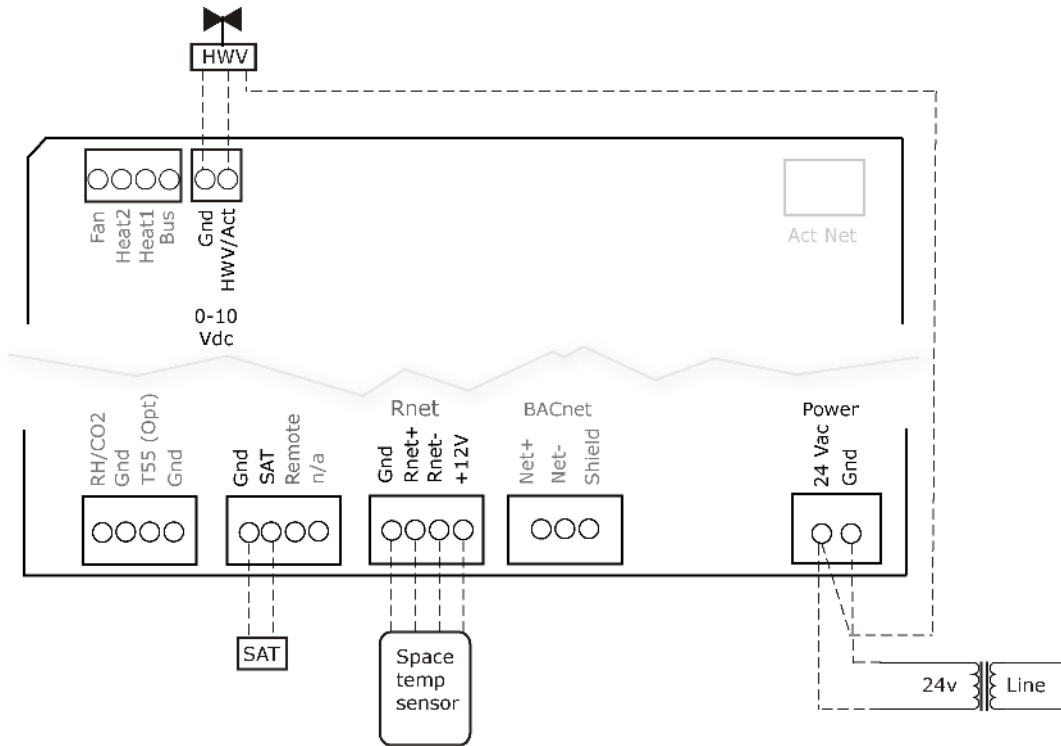 HWV
Fan
Heat2
Heat1
Bus
Gnd
HWV/Act
0-10
Vdc
Act Net
Rnet
BACnet
Power
RH/CO2
Gnd
T55 (Opt)
Gnd
Gnd
SAT
Remote
n/a
Gnd
Rnet+
Rnet-
+12V
Net+
Net-
Shield
24 Vac
Gnd
SAT
Space
temp
sensor
24v
Line